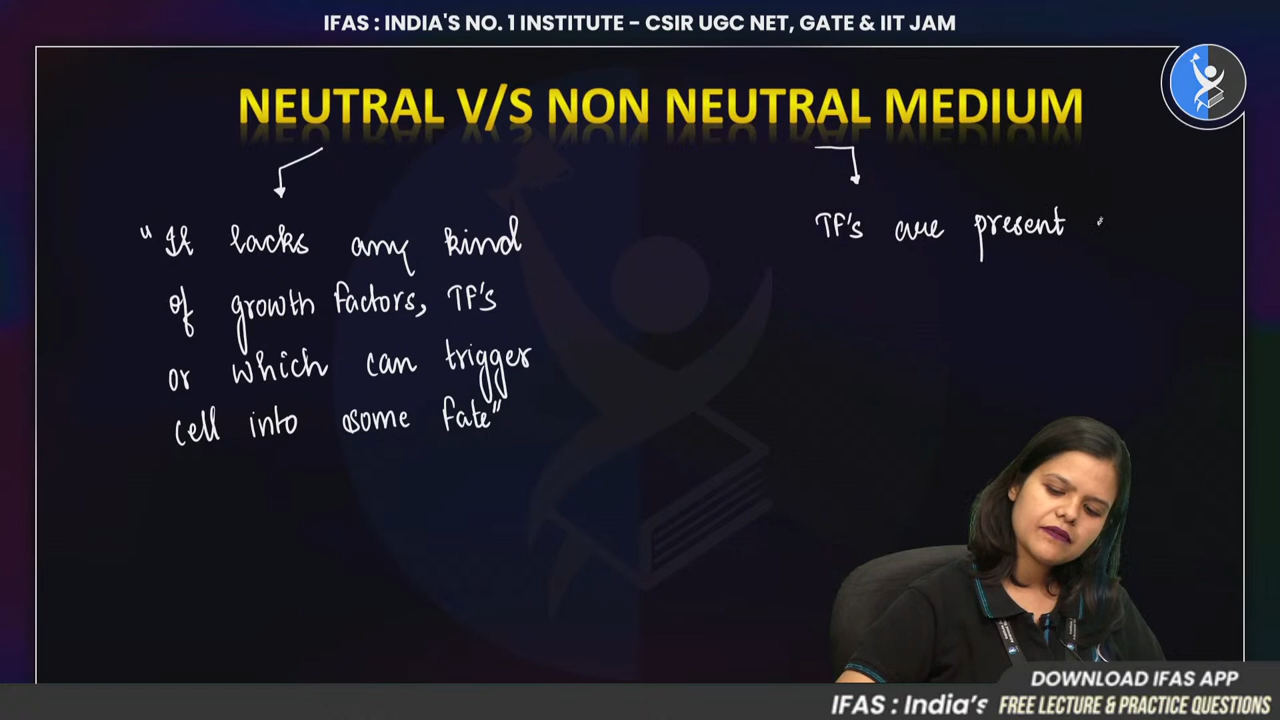 IFAS : INDIA'S NO. 1 INSTITUTE - CSIR UGC NET, GATE & IIT JAM
NEUTRAL V/S NON NEUTRAL MEDIUM
"It lacks any kind
of growth factors, TF's
or which can trigger
cell into some fate"
TF's are present
DOWNLOAD IFAS APP
IFAS : India's FREE LECTURE & PRACTICE QUESTIONS